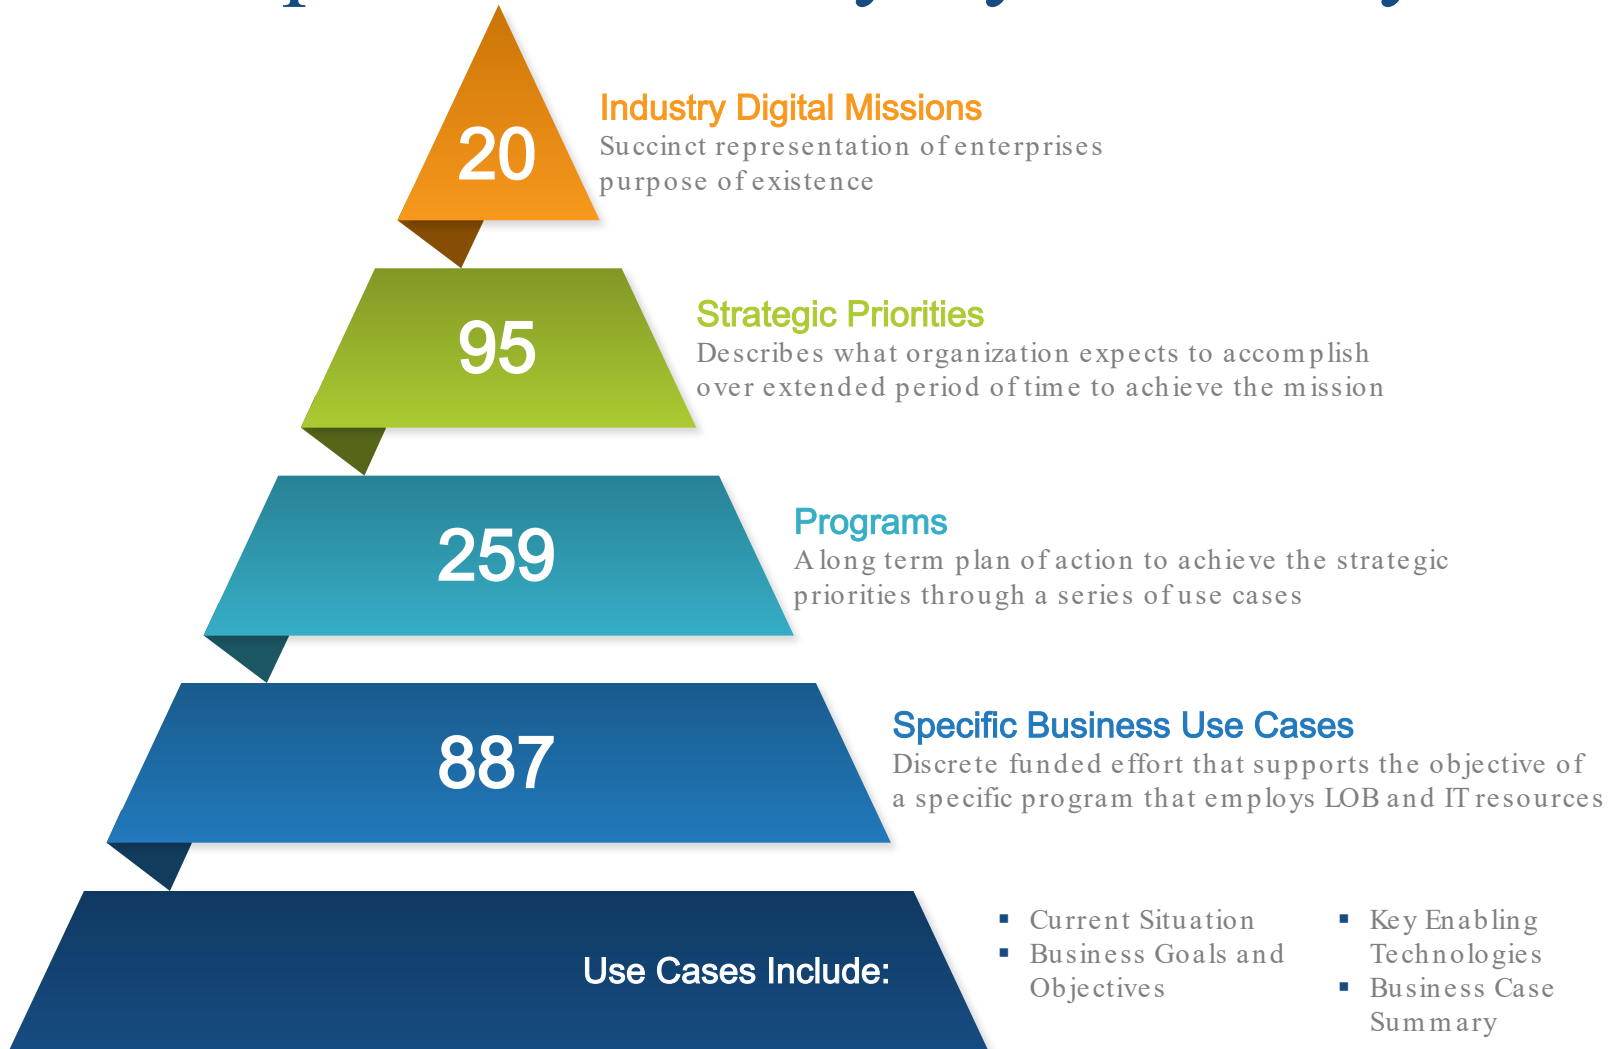 20
Industry Digital Missions
Succinct representation of enterprises
purpose of existence
95
Strategic Priorities
Describes what organization expects to accomplish
over extended period of time to achieve the mission
259
Programs
A long term plan of action to achieve the strategic
priorities through a series of use cases
887
Specific Business Use Cases
Discrete funded effort that supports the objective of
a specific program that employs LOB and IT resources
Use Cases Include:
▪ Current Situation
▪ Business Goals and
Objectives
▪ Key Enabling
Technologies
▪ Business Case
Summary